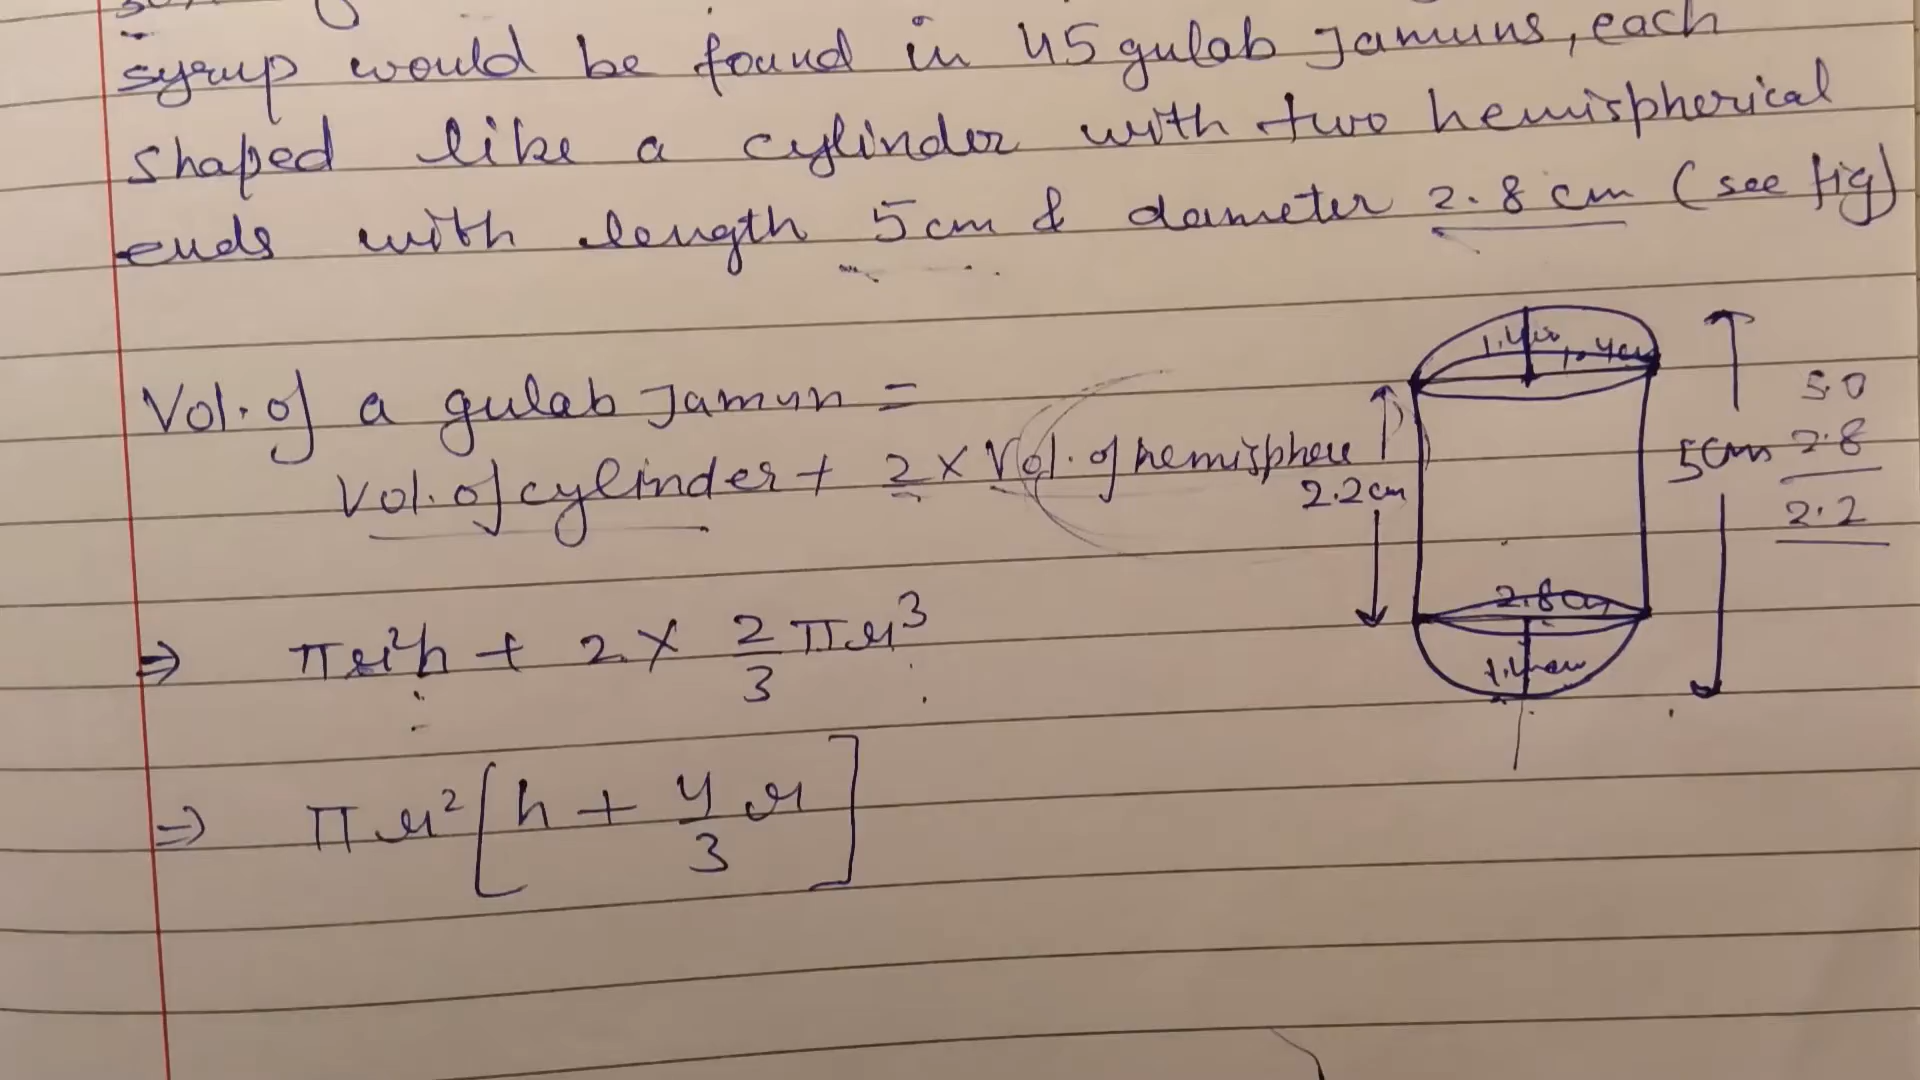 syrup would be found in 45 gulab Jamuns, each
shaped like a cylinder with two hemispherical
ends with length 5cm & diameter 2.8 cm (see fig)
Vol. of a gulab Jamun =
Vol. of cylinder + 2 × Vol. of hemisphere
⇒ πr²h + 2 × 2/3 πr³
⇒ πr² [h + 4/3 r]
1.4cm
1.4cm
2.2cm
5cm
2.8cm
1.4cm
5.0
2.8
2.2